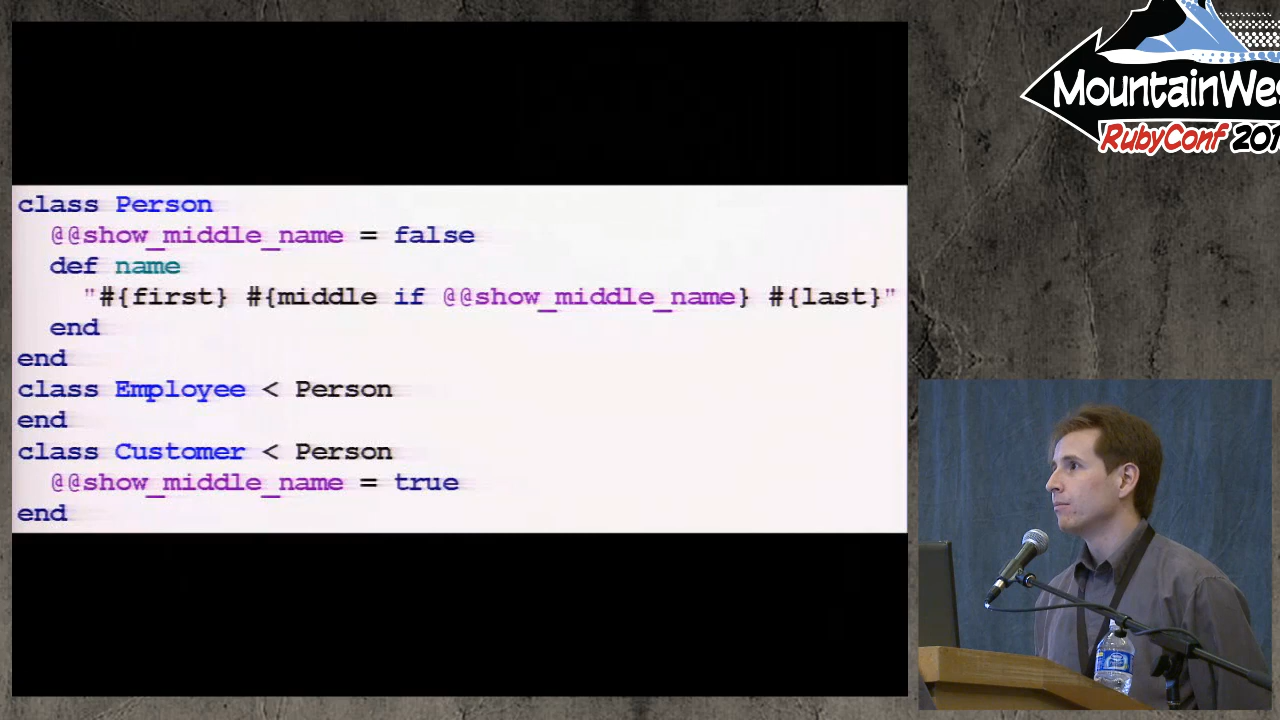 class Person
  @@show_middle_name = false
  def name
    "#{first} #{middle if @@show_middle_name} #{last}"
  end
end
class Employee < Person
end
class Customer < Person
  @@show_middle_name = true
end
MountainWes
RubyConf 201